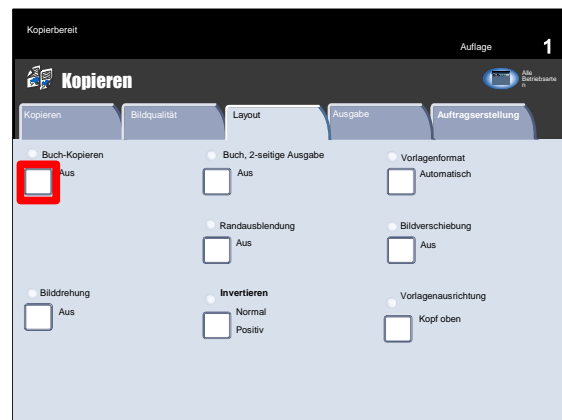 Kopierbereit
Auflage 1
Kopieren
Alle
Betriebsarte
n
Kopieren Bildqualität Layout Ausgabe Auftragserstellung
Buch-Kopieren Buch, 2-seitige Ausgabe Vorlagenformat
Aus Aus Automatisch
Randausblendung Bildverschiebung
Aus Aus
Bilddrehung Invertieren Vorlagenausrichtung
Aus Normal Kopf oben
Positiv